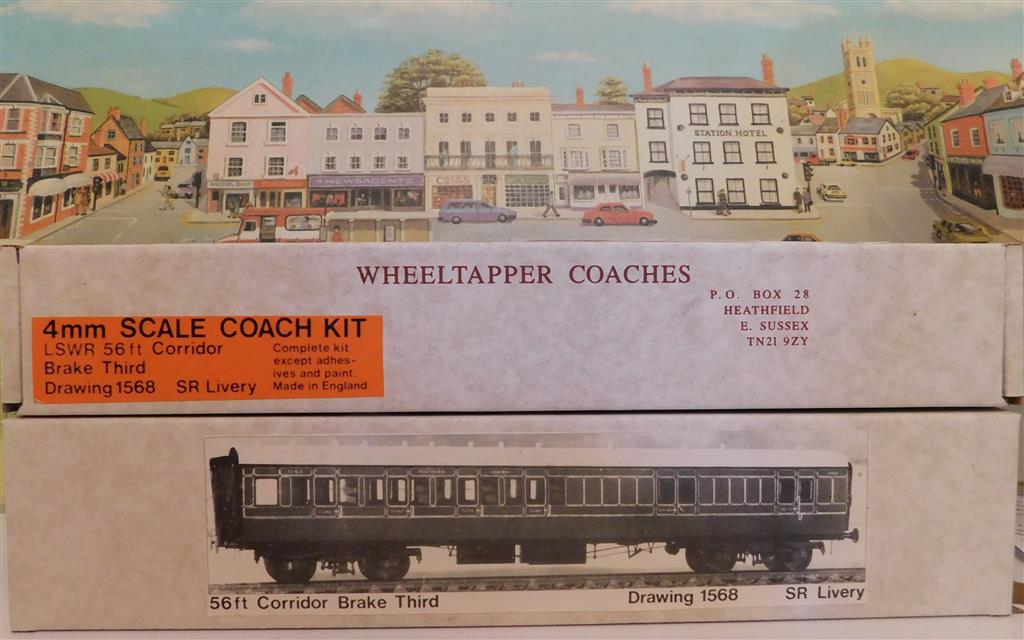 STATION HOTEL
NEWSAGENTS
WHEELTAPPER COACHES
P.O. BOX 28
HEATHFIELD
E. SUSSEX
TN21 9ZY
4mm SCALE COACH KIT
LSWR 56ft Corridor
Brake Third
Drawing 1568 SR Livery
Complete kit
except adhes-
ives and paint.
Made in England
56ft Corridor Brake Third Drawing 1568 SR Livery